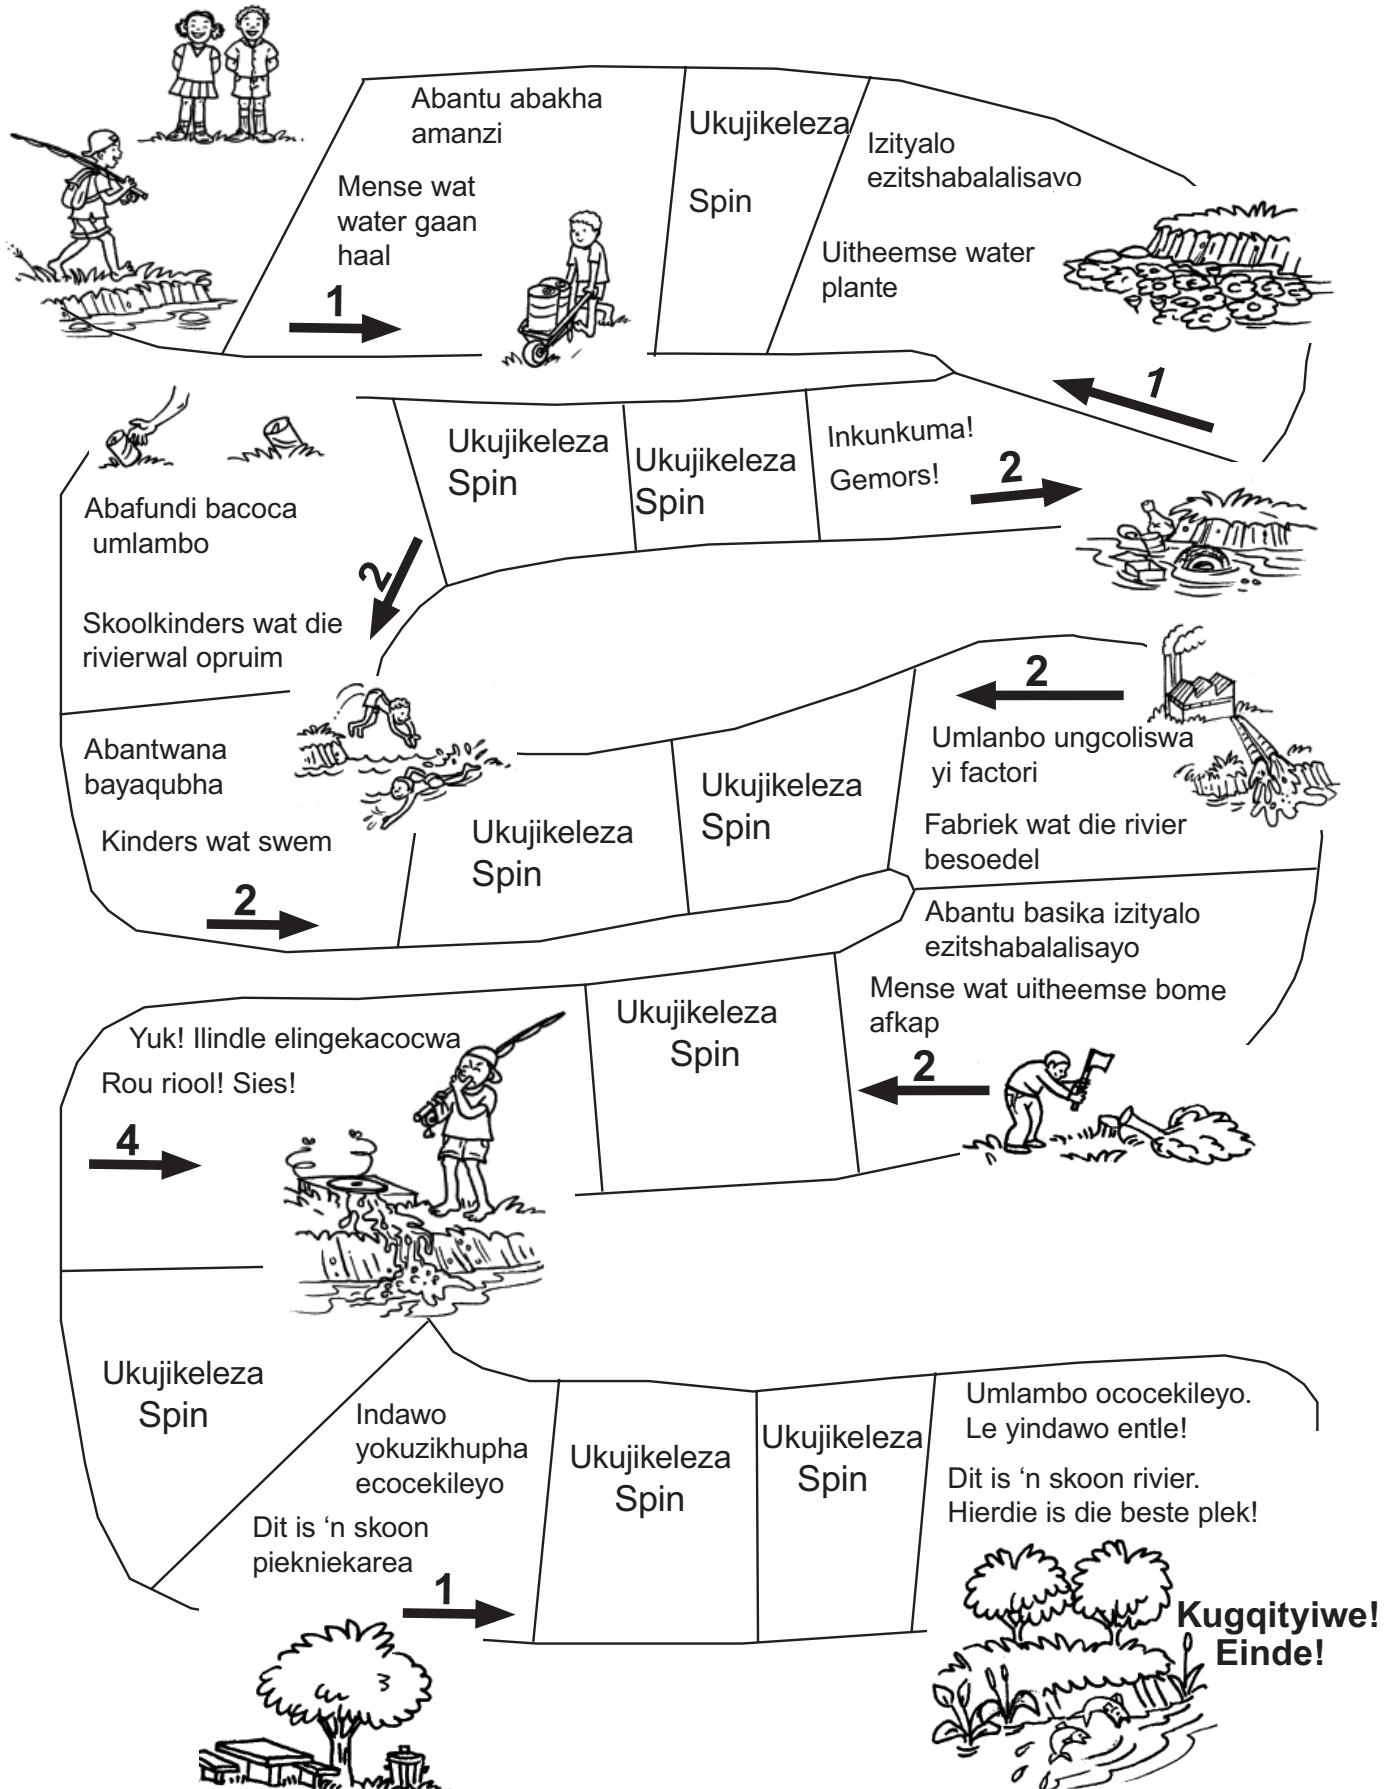 Abantu abakha
amanzi
Mense wat
water gaan
haal
1
Ukujikeleza
Spin
Izityalo
ezitshabalalisavo
Uitheemse water
plante
1
Inkunkuma!
Gemors!
2
Ukujikeleza
Spin
Ukujikeleza
Spin
2
Abafundi bacoca
umlambo
Skoolkinders wat die
rivierwal opruim
Abantwana
bayaqubha
Kinders wat swem
2
Ukujikeleza
Spin
Ukujikeleza
Spin
2
Umlanbo ungcoliswa
yi factori
Fabriek wat die rivier
besoedel
Abantu basika izityalo
ezitshabalalisayo
Mense wat uitheemse bome
afkap
2
Ukujikeleza
Spin
Yuk! Ilindle elingekacocwa
Rou riool! Sies!
4
Ukujikeleza
Spin
Indawo
yokuzikhupha
ecocekileyo
Dit is ‘n skoon
piekniekarea
1
Ukujikeleza
Spin
Ukujikeleza
Spin
Umlambo ococekileyo.
Le yindawo entle!
Dit is ‘n skoon rivier.
Hierdie is die beste plek!
Kugqityiwe!
Einde!